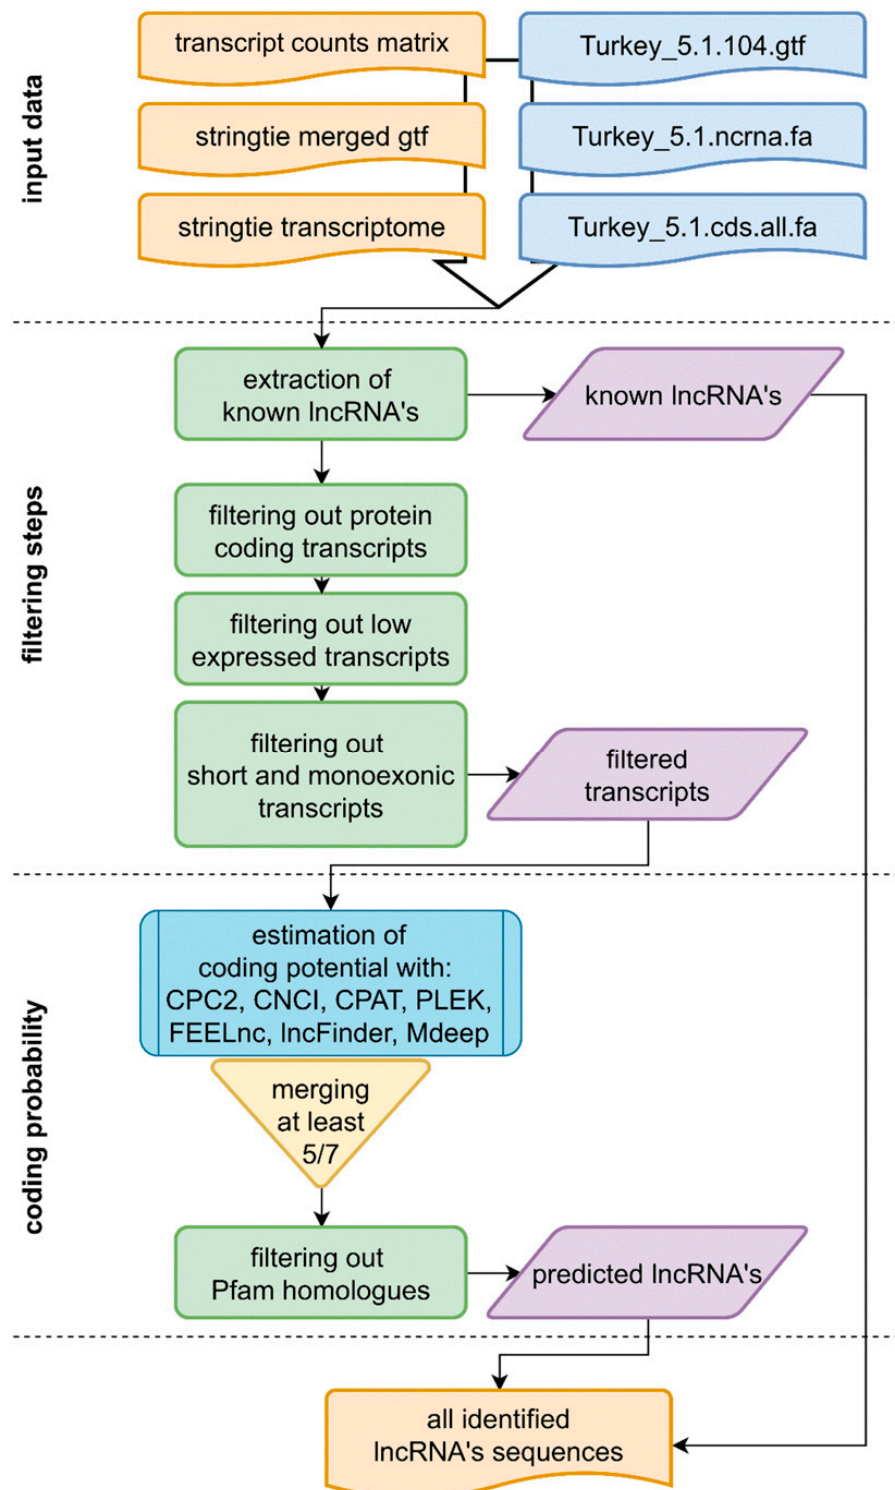 input data
transcript counts matrix
Turkey_5.1.104.gtf
stringtie merged gtf
Turkey_5.1.ncrna.fa
stringtie transcriptome
Turkey_5.1.cds.all.fa
filtering steps
extraction of
known lncRNA's
known lncRNA's
filtering out protein
coding transcripts
filtering out low
expressed transcripts
filtering out
short and monoexonic
transcripts
filtered
transcripts
coding probability
estimation of
coding potential with:
CPC2, CNCI, CPAT, PLEK,
FEELnc, lncFinder, Mdeep
merging
at least
5/7
filtering out
Pfam homologues
predicted lncRNA's
all identified
lncRNA's sequences